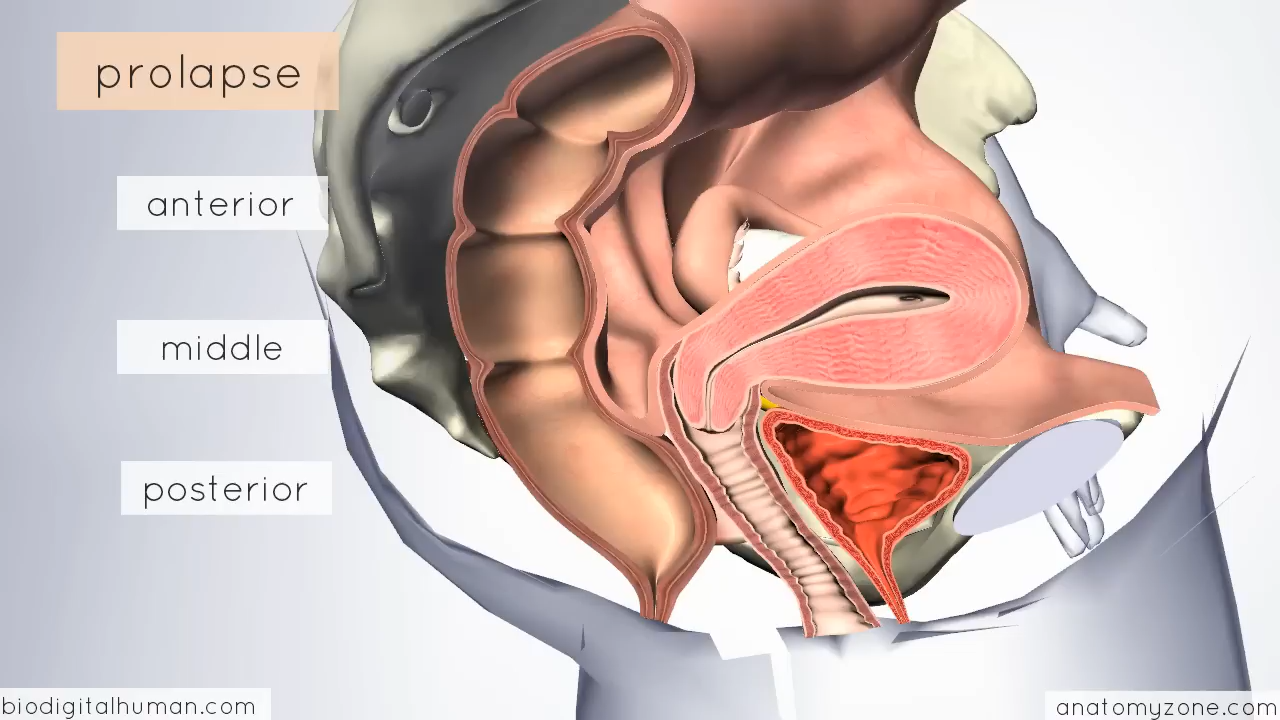 prolapse
anterior
middle
posterior
biodigitalhuman.com
anatomyzone.com